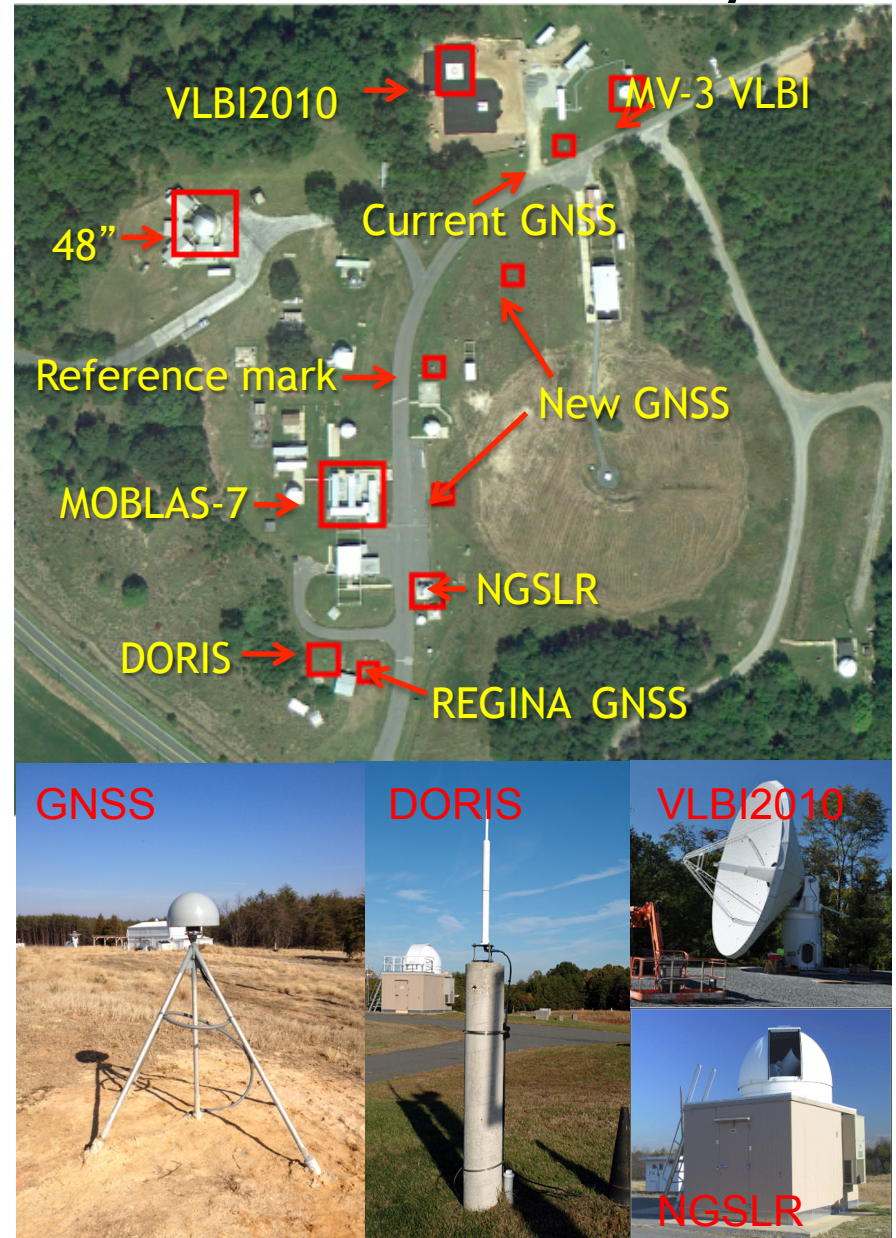 VLBI2010
MV-3 VLBI
Current GNSS
48”
Reference mark
New GNSS
MOBLAS-7
NGSLR
DORIS
REGINA GNSS
GNSS
DORIS
VLBI2010
NGSLR